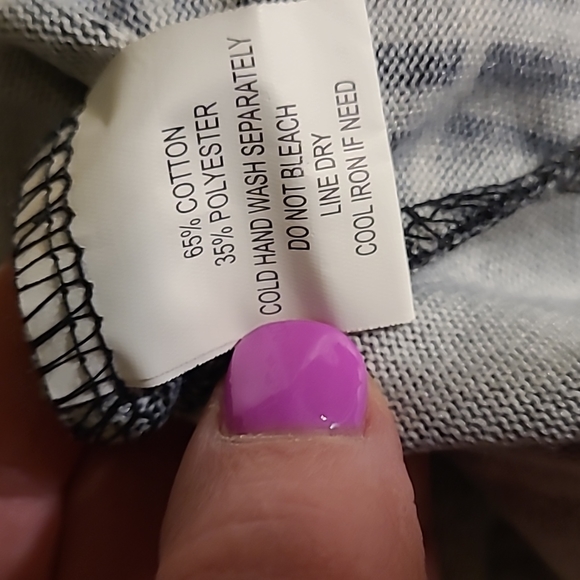 65% COTTON
35% POLYESTER
COLD HAND WASH SEPARATELY
DO NOT BLEACH
LINE DRY
COOL IRON IF NEED